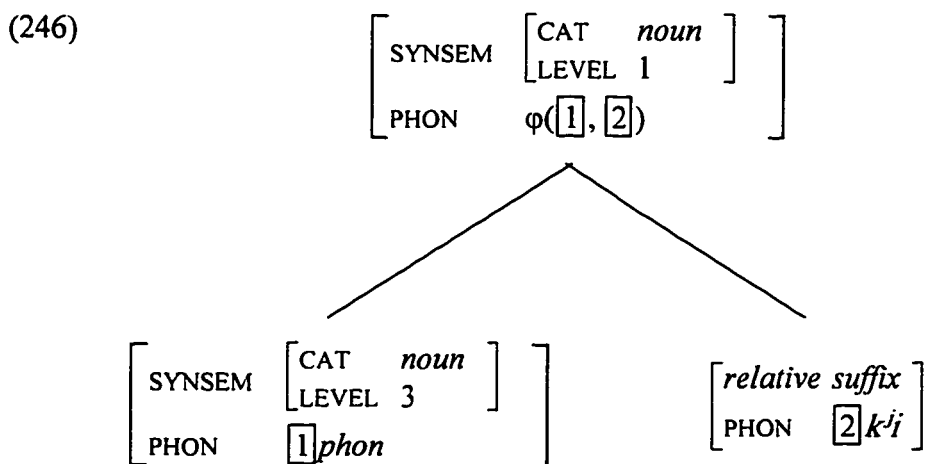 (246)
SYNSEM [CAT noun
LEVEL 1]
PHON φ([1], [2])
SYNSEM [CAT noun
LEVEL 3]
PHON [1]phon
[relative suffix
PHON [2]kʲi]